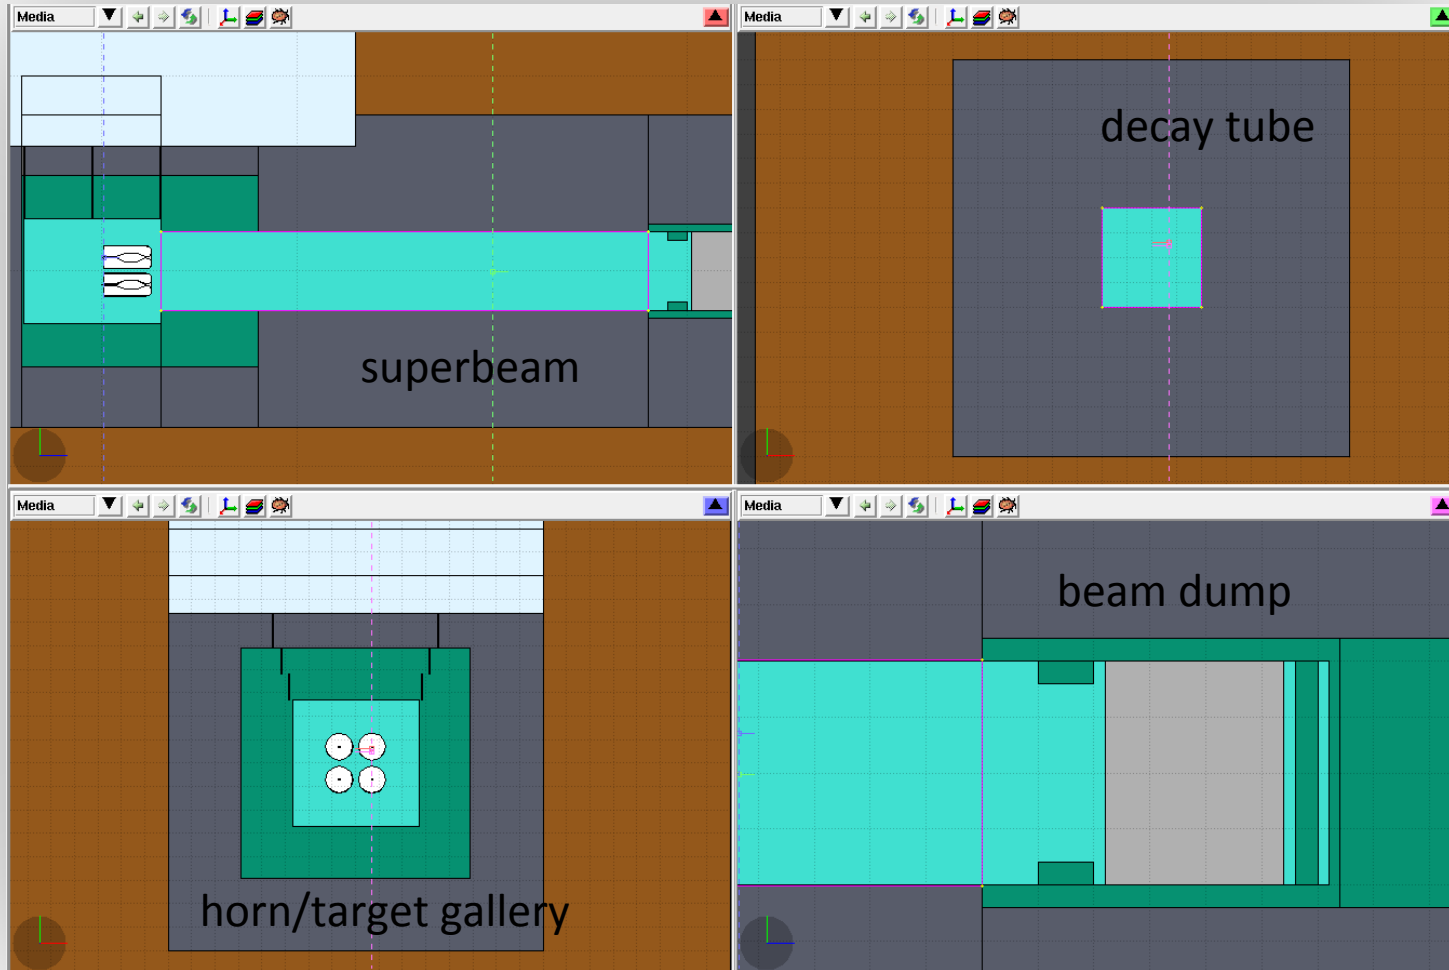 Media
Media
decay tube
superbeam
Media
Media
beam dump
horn/target gallery